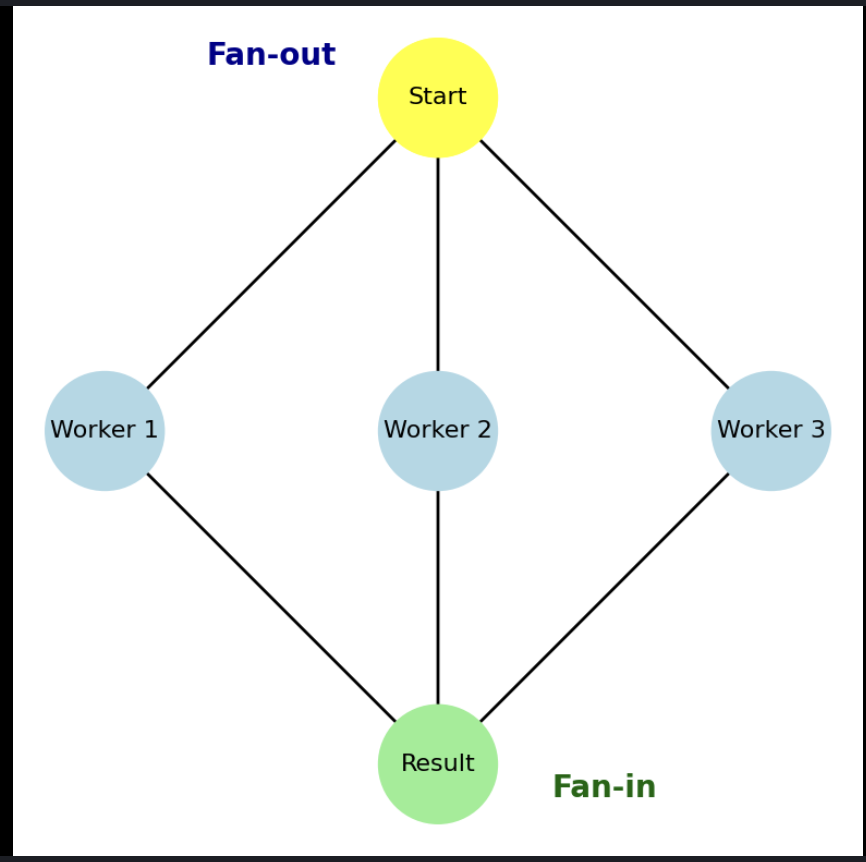 Fan-out
Start
Worker 1
Worker 2
Worker 3
Result
Fan-in